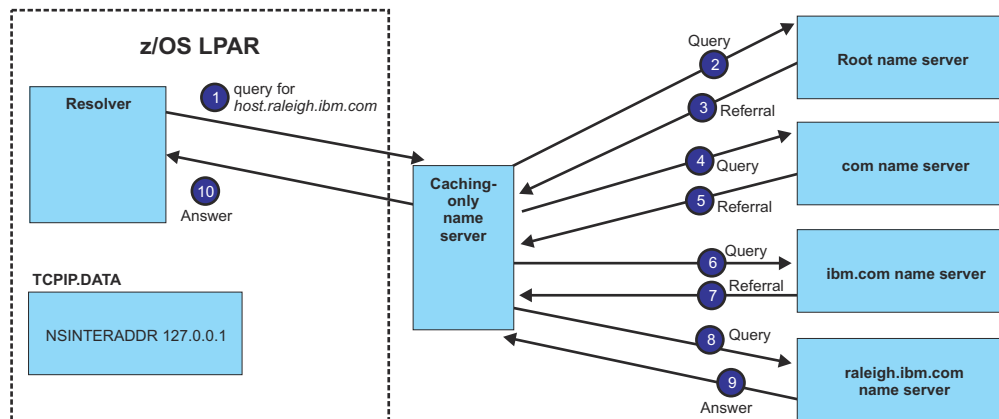 z/OS LPAR
Resolver
1
query for
host.raleigh.ibm.com
10
Answer
TCPIP.DATA
NSINTERADDR 127.0.0.1
Caching-
only
name
server
Query
2
3
Referral
4
Query
5
Referral
6
Query
7
Referral
8
Query
9
Answer
Root name server
com name server
ibm.com name server
raleigh.ibm.com
name server